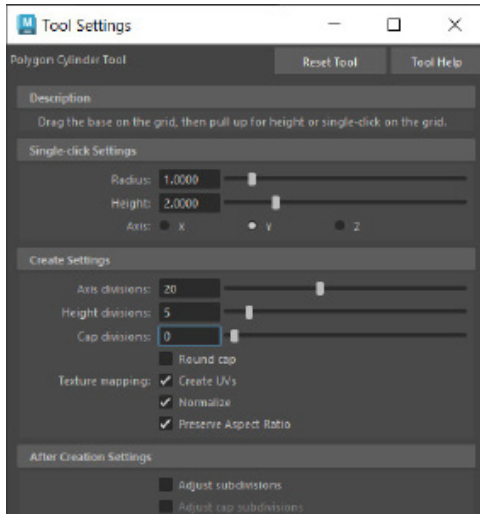 Tool Settings
Polygon Cylinder Tool Reset Tool Tool Help
Description
Drag the base on the grid, then pull up for height or single-click on the grid.
Single-click Settings
Radius: 1.0000
Height: 2.0000
Axis: X Y Z
Create Settings
Axis divisions: 20
Height divisions: 5
Cap divisions: 0
Round cap
Texture mapping: Create UVs
Normalize
Preserve Aspect Ratio
After Creation Settings
Adjust subdivisions
Adjust cap subdivisions